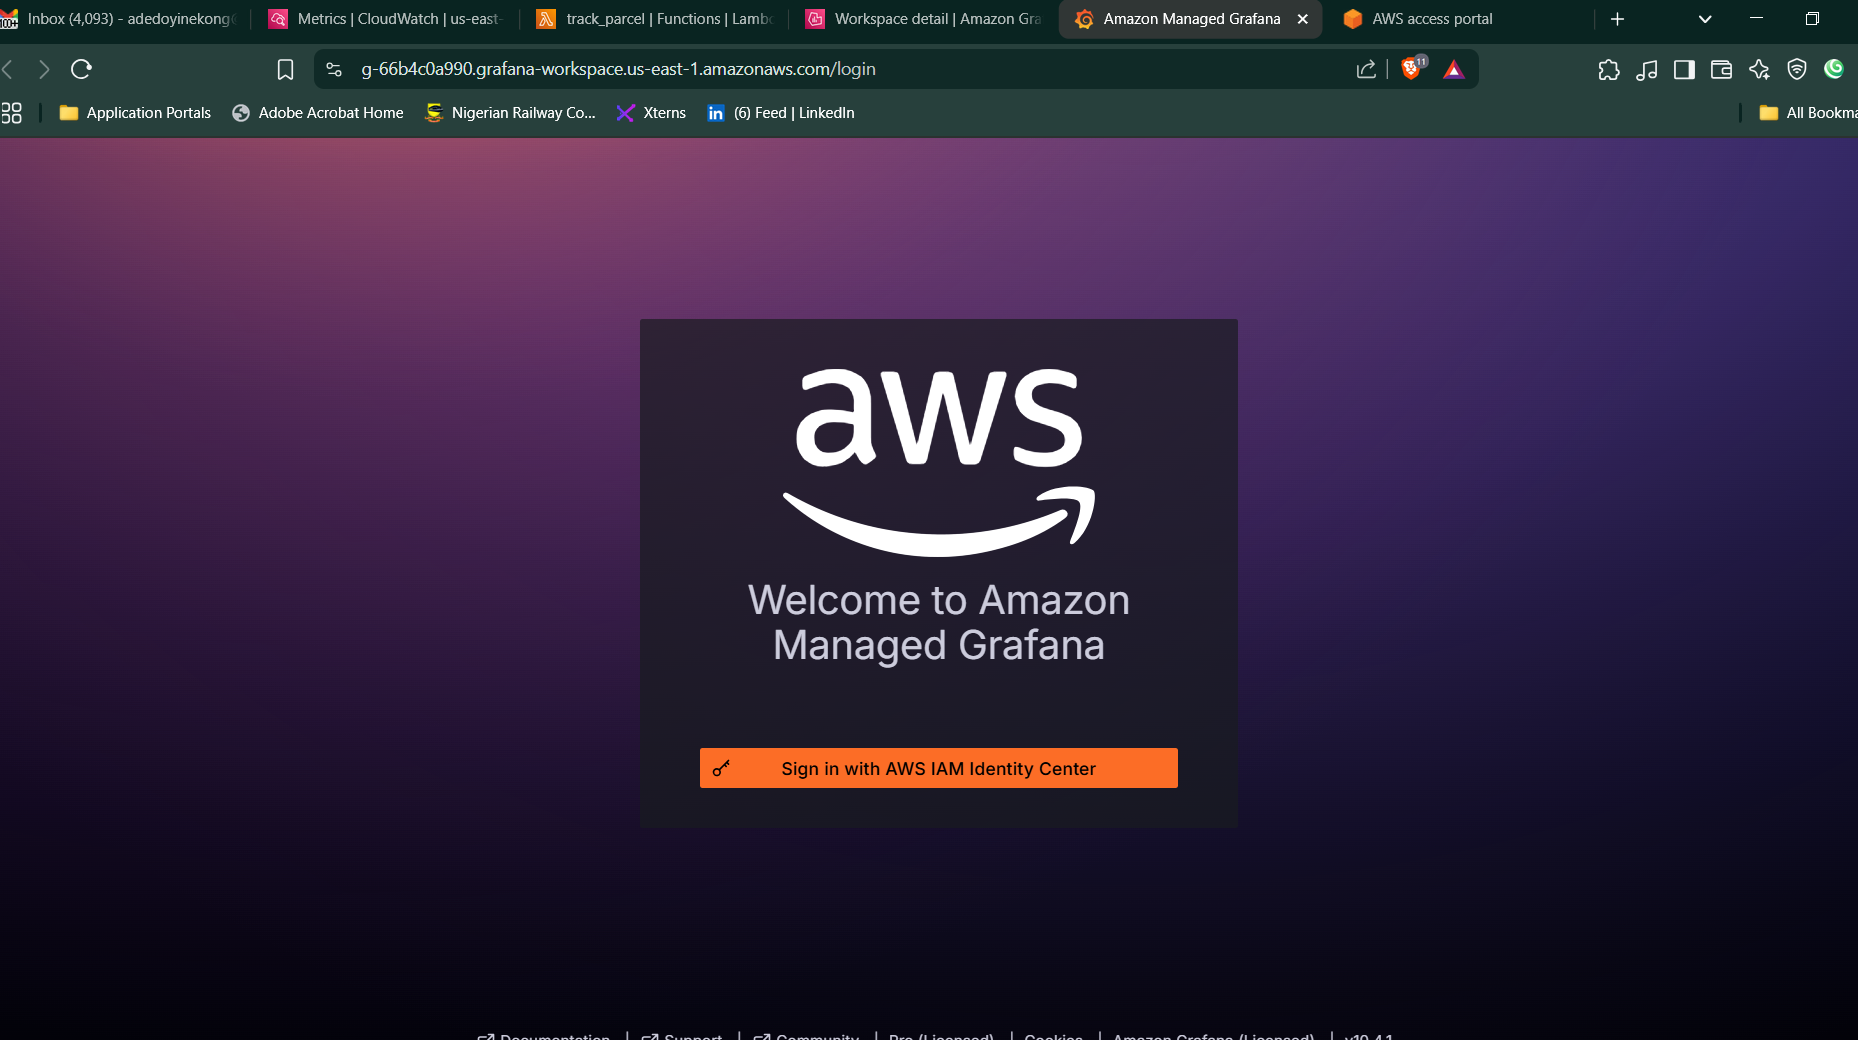 Inbox (4,093) - adedoyinekong
Metrics | CloudWatch | us-east-
track_parcel | Functions | Lamb
Workspace detail | Amazon Gra
Amazon Managed Grafana
AWS access portal
g-66b4c0a990.grafana-workspace.us-east-1.amazonaws.com/login
11
Application Portals
Adobe Acrobat Home
Nigerian Railway Co...
Xterns
in (6) Feed | LinkedIn
All Bookma
aws
Welcome to Amazon
Managed Grafana
Sign in with AWS IAM Identity Center
Documentation | Support | Community | Pro (Licensed) | Cookies | Amazon Grafana (Licensed) | v10.4.1